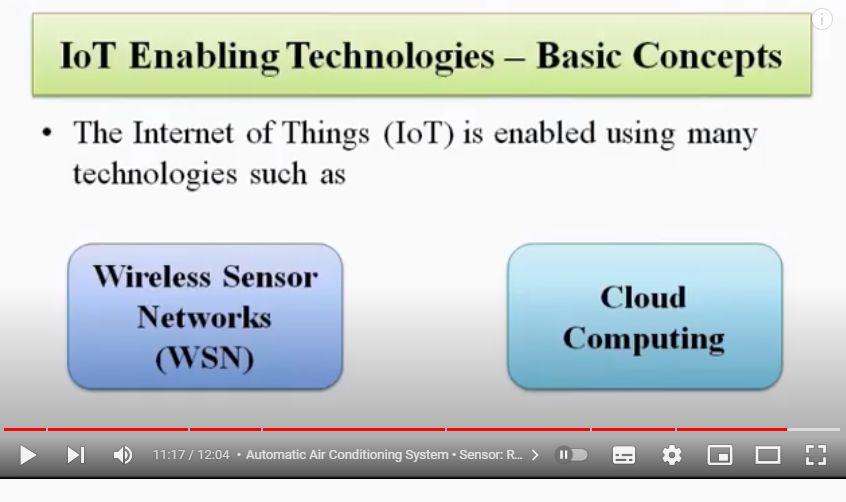 IoT Enabling Technologies – Basic Concepts
• The Internet of Things (IoT) is enabled using many
technologies such as
Wireless Sensor
Networks
(WSN)
Cloud
Computing
11:17 / 12:04 • Automatic Air Conditioning System • Sensor: R...